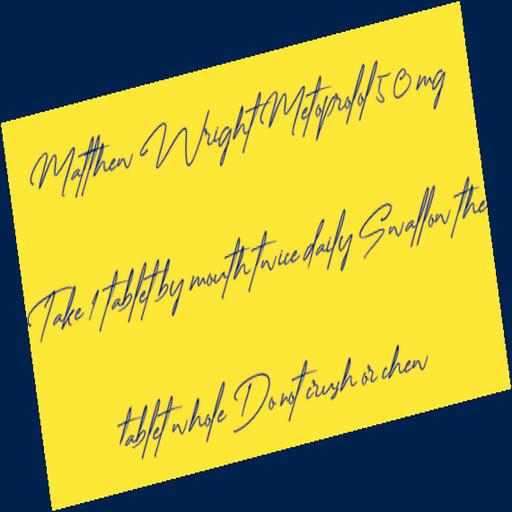 Matthew Wright Metoprolol 50 mg
Take 1 tablet by mouth twice daily Swallow the
tablet whole Do not crush or chew